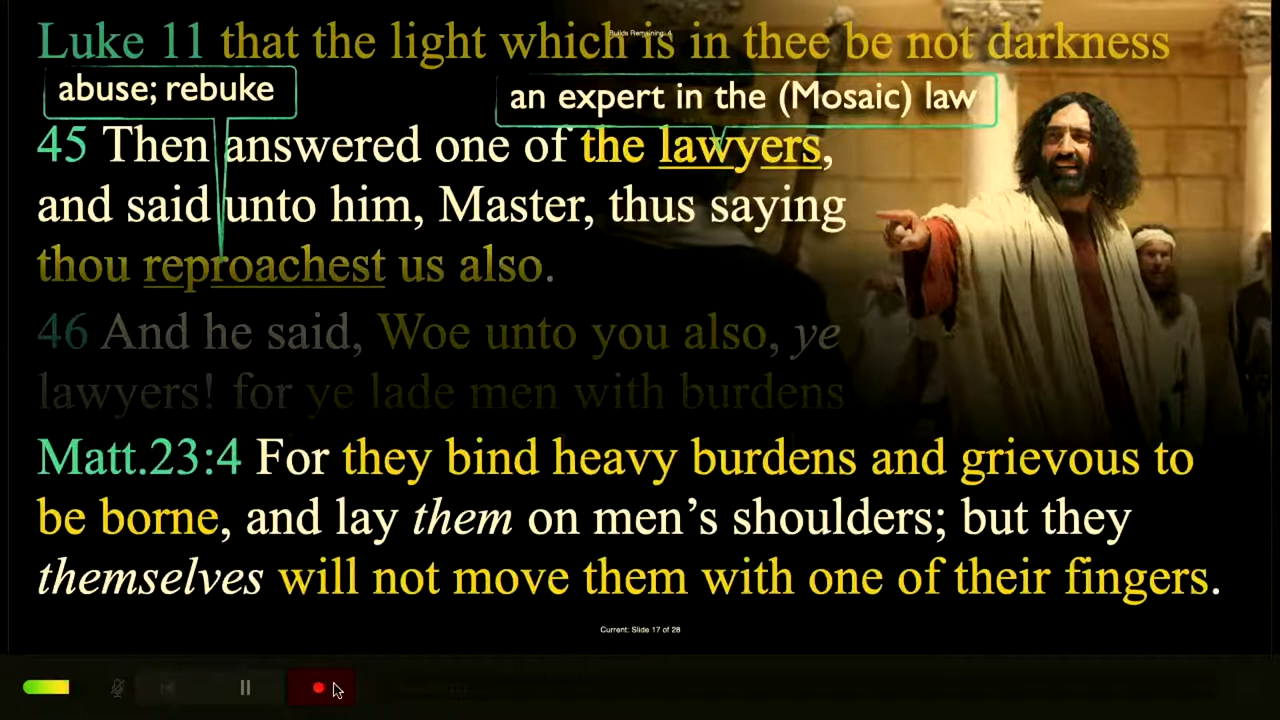 Builds Remaining: 4
Luke 11 that the light which is in thee be not darkness
abuse; rebuke
an expert in the (Mosaic) law
45 Then answered one of the lawyers,
and said unto him, Master, thus saying
thou reproachest us also.
46 And he said, Woe unto you also, ye
lawyers! for ye lade men with burdens
Matt.23:4 For they bind heavy burdens and grievous to
be borne, and lay them on men’s shoulders; but they
themselves will not move them with one of their fingers.
Current: Slide 17 of 28